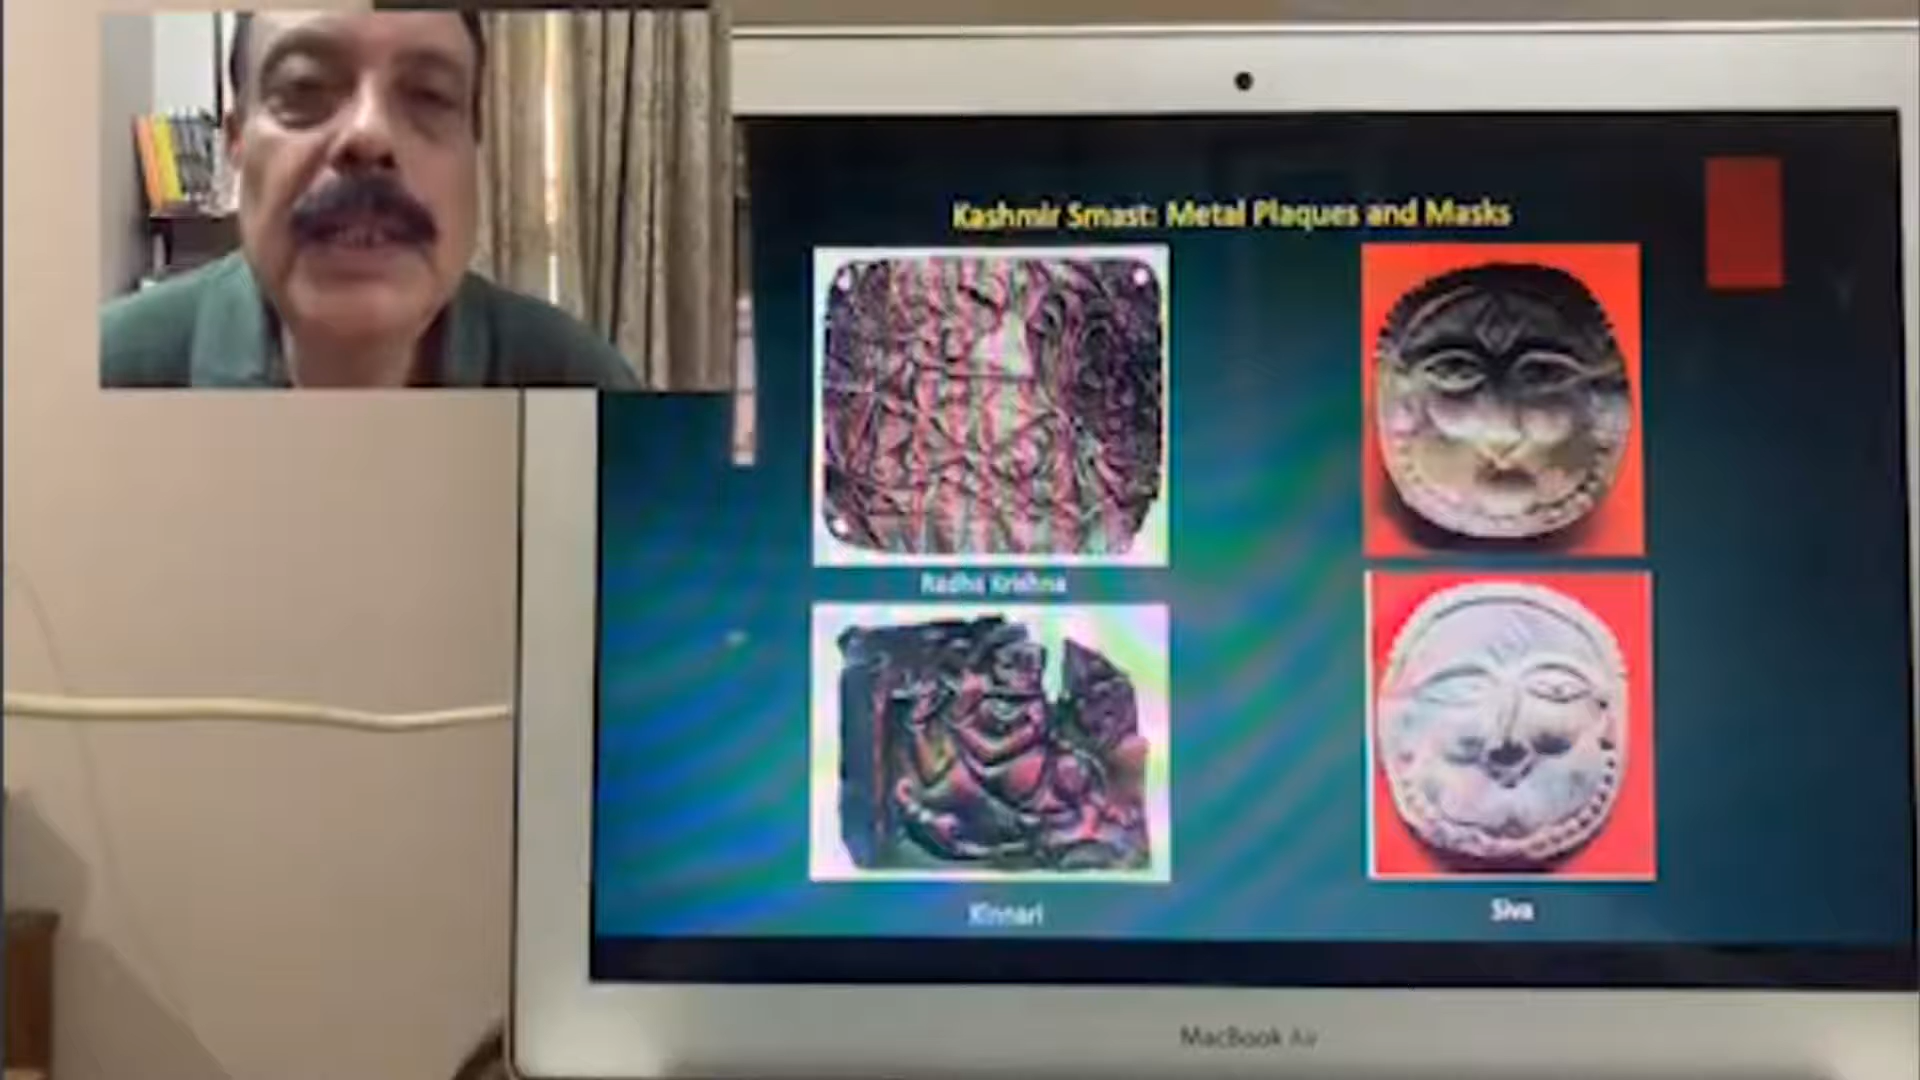 Kashmir Smast: Metal Plaques and Masks
Radha Krishna
Kinnari
Siva
MacBook Air